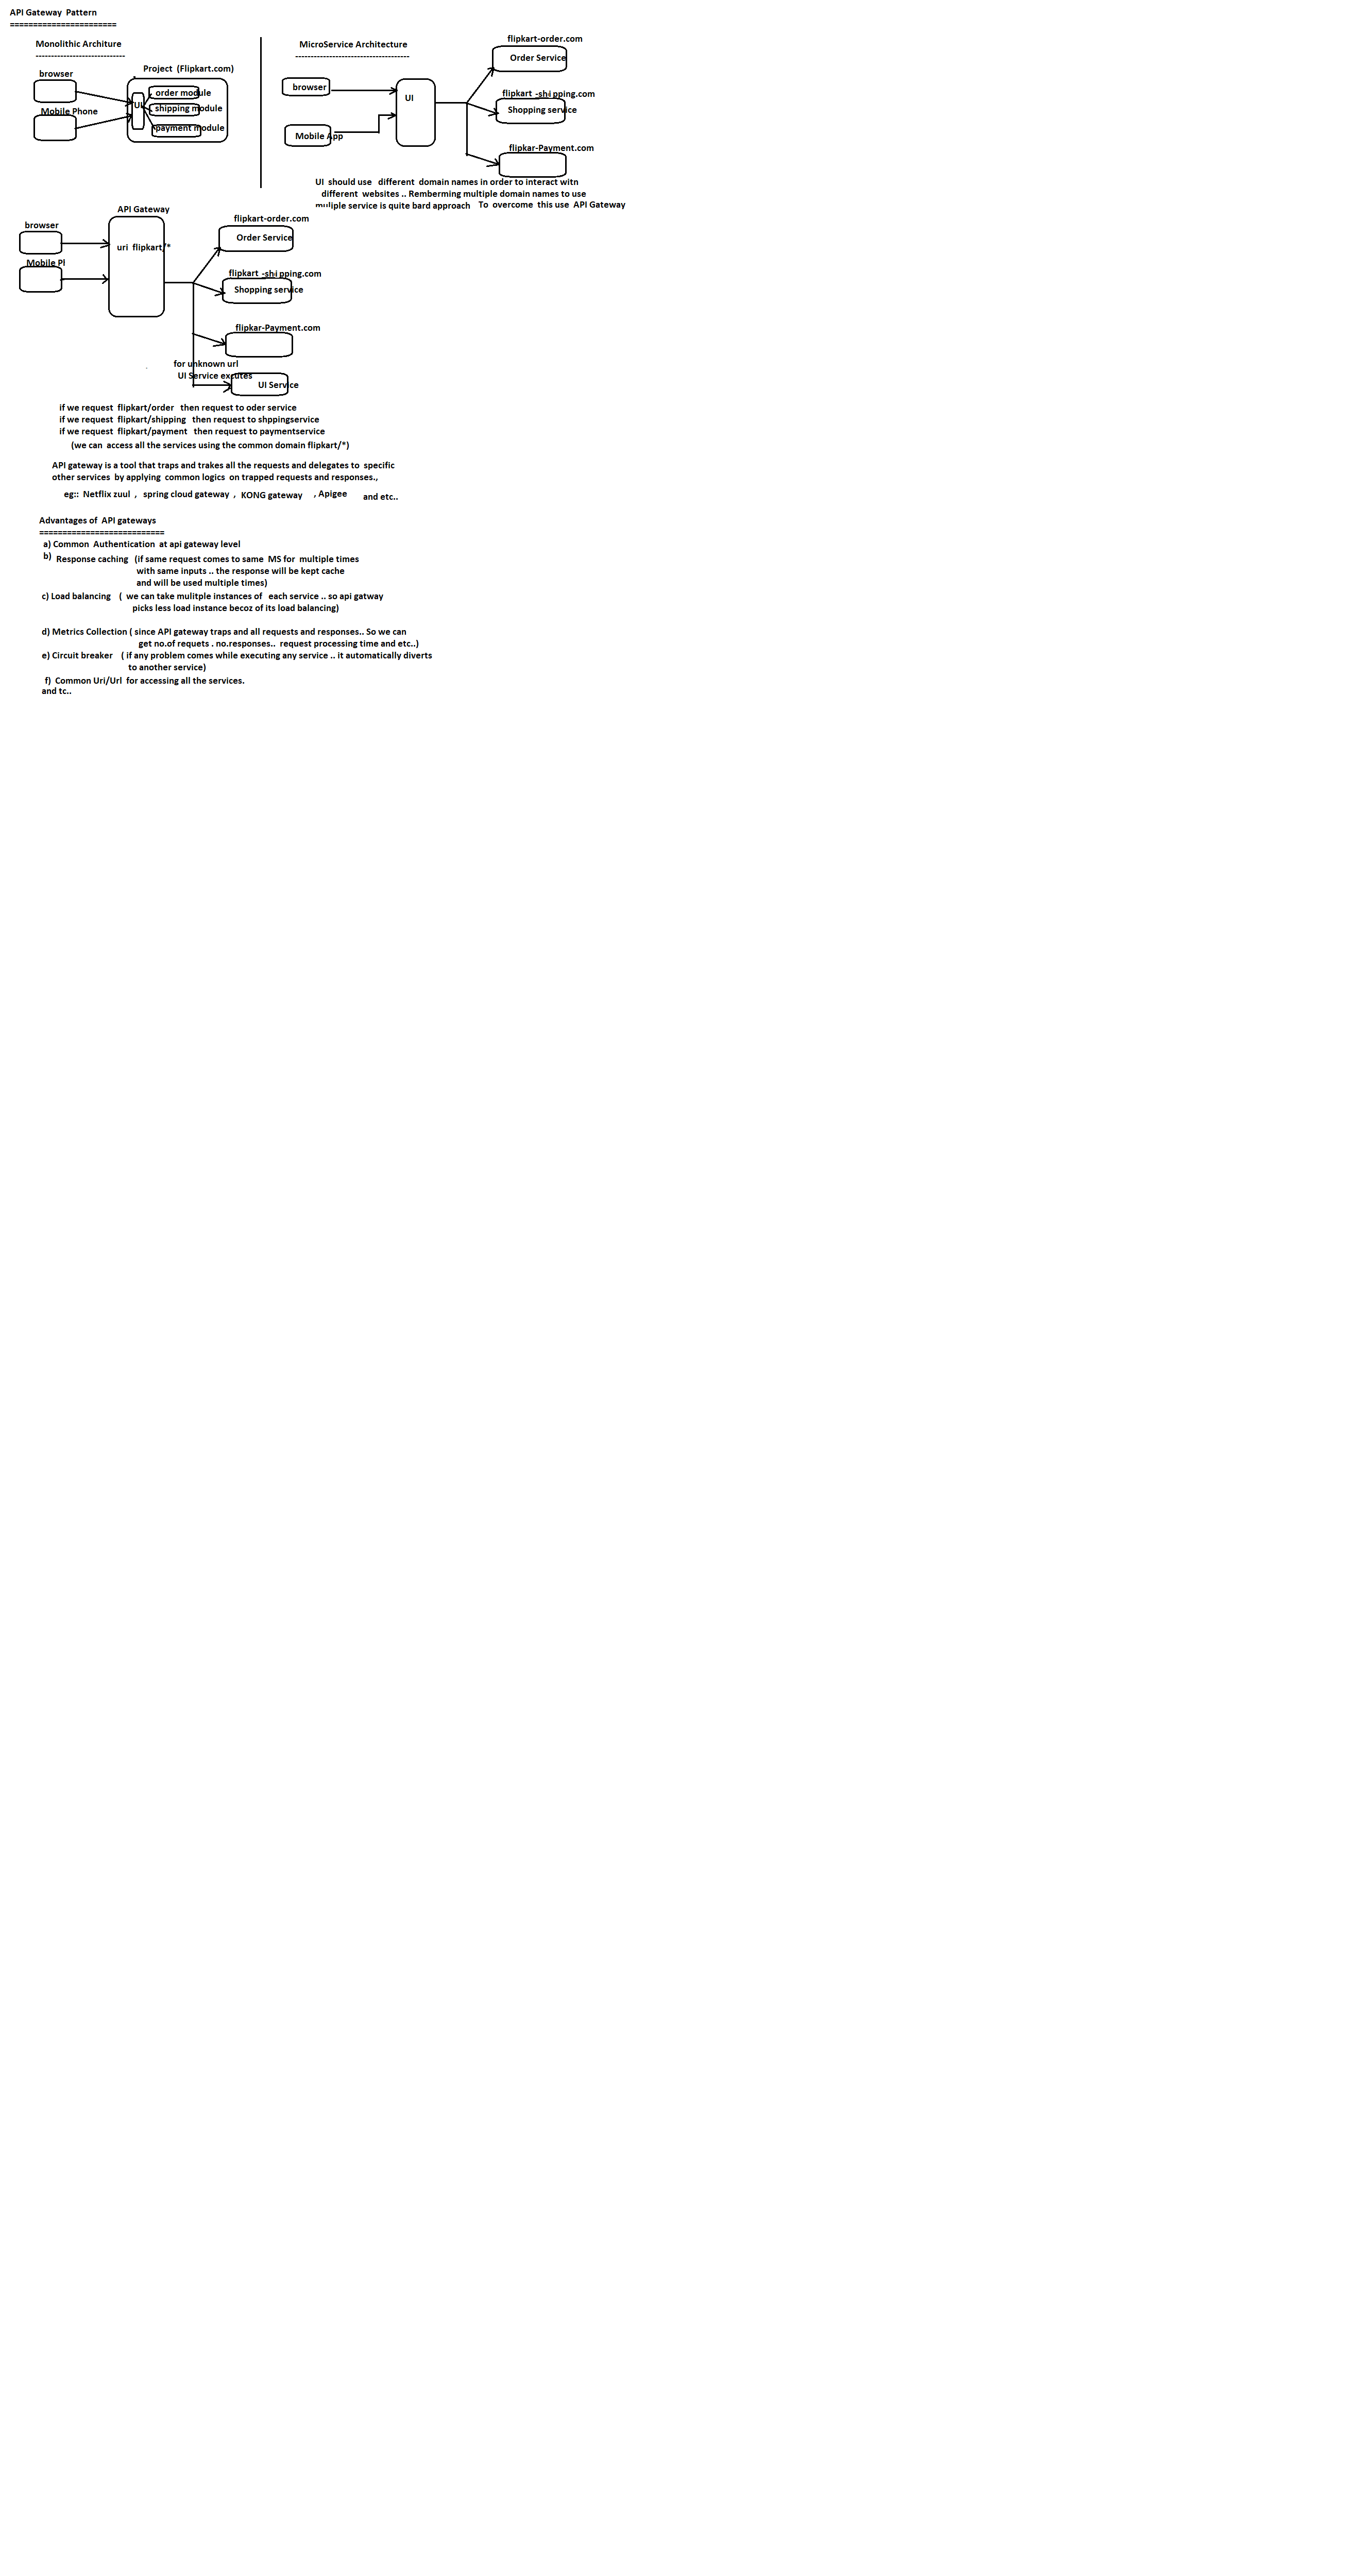 API Gateway Pattern
=======================
Monolithic Architure
-----------------------------
browser
Mobile Phone
Project (Flipkart.com)
UI
order module
shipping module
payment module
MicroService Architecture
-------------------------------------
browser
Mobile App
UI
flipkart-order.com
Order Service
flipkart -shi pping.com
Shopping service
flipkar-Payment.com
UI should use different domain names in order to interact witn
different websites .. Remberming multiple domain names to use
muliple service is quite bard approach To overcome this use API Gateway
API Gateway
browser
Mobile Pl
uri flipkart/*
flipkart-order.com
Order Service
flipkart -shi pping.com
Shopping service
flipkar-Payment.com
for unknown url
UI Service excutes
UI Service
if we request flipkart/order then request to oder service
if we request flipkart/shipping then request to shppingservice
if we request flipkart/payment then request to paymentservice
(we can access all the services using the common domain flipkart/*)
API gateway is a tool that traps and trakes all the requests and delegates to specific
other services by applying common logics on trapped requests and responses.,
eg:: Netflix zuul , spring cloud gateway , KONG gateway , Apigee and etc..
Advantages of API gateways
===========================
a) Common Authentication at api gateway level
b) Response caching (if same request comes to same MS for multiple times
with same inputs .. the response will be kept cache
and will be used multiple times)
c) Load balancing ( we can take mulitple instances of each service .. so api gatway
picks less load instance becoz of its load balancing)
d) Metrics Collection ( since API gateway traps and all requests and responses.. So we can
get no.of requets . no.responses.. request processing time and etc..)
e) Circuit breaker ( if any problem comes while executing any service .. it automatically diverts
to another service)
f) Common Uri/Url for accessing all the services.
and tc..